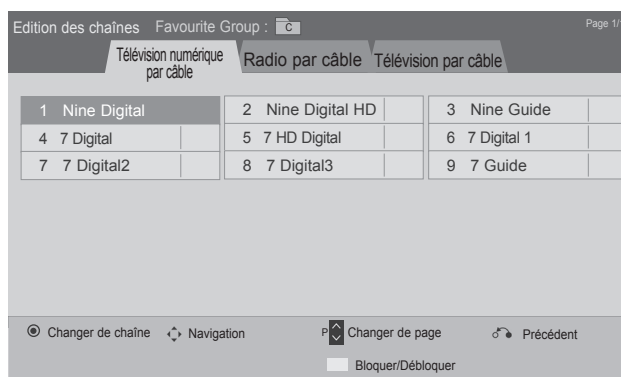 Edition des chaînes Favourite Group : C Page 1/
Télévision numérique par câble
Radio par câble
Télévision par câble
1 Nine Digital 2 Nine Digital HD 3 Nine Guide
4 7 Digital 5 7 HD Digital 6 7 Digital 1
7 7 Digital2 8 7 Digital3 9 7 Guide
Changer de chaîne Navigation P Changer de page Précédent
Bloquer/Débloquer